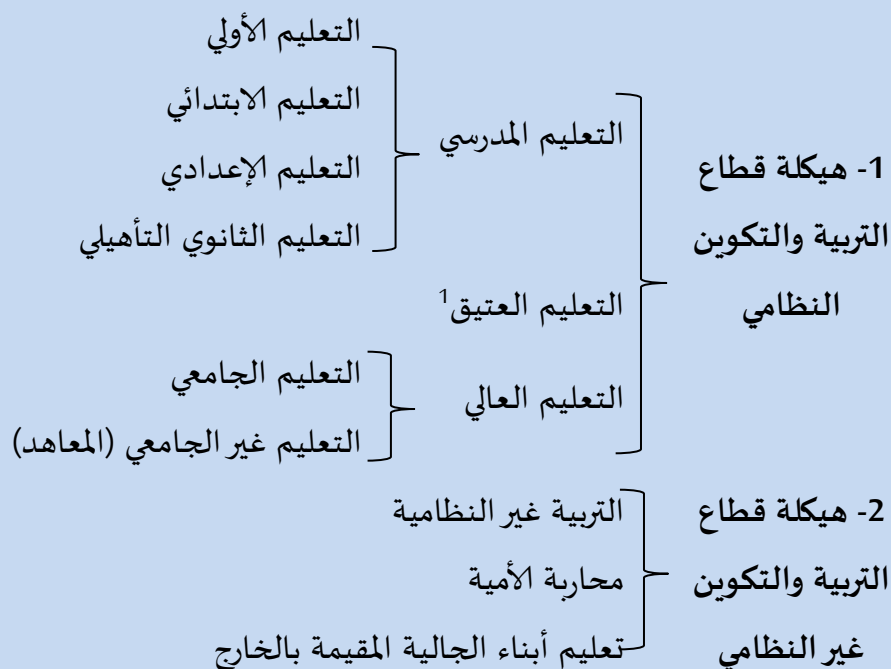 1- هيكلة قطاع
التربية والتكوين
النظامي
التعليم المدرسي
التعليم الأولي
التعليم الابتدائي
التعليم الإعدادي
التعليم الثانوي التأهيلي
التعليم العتيق1
التعليم العالي
التعليم الجامعي
التعليم غير الجامعي (المعاهد)
2- هيكلة قطاع
التربية والتكوين
غير النظامي
التربية غير النظامية
محاربة الأمية
تعليم أبناء الجالية المقيمة بالخارج